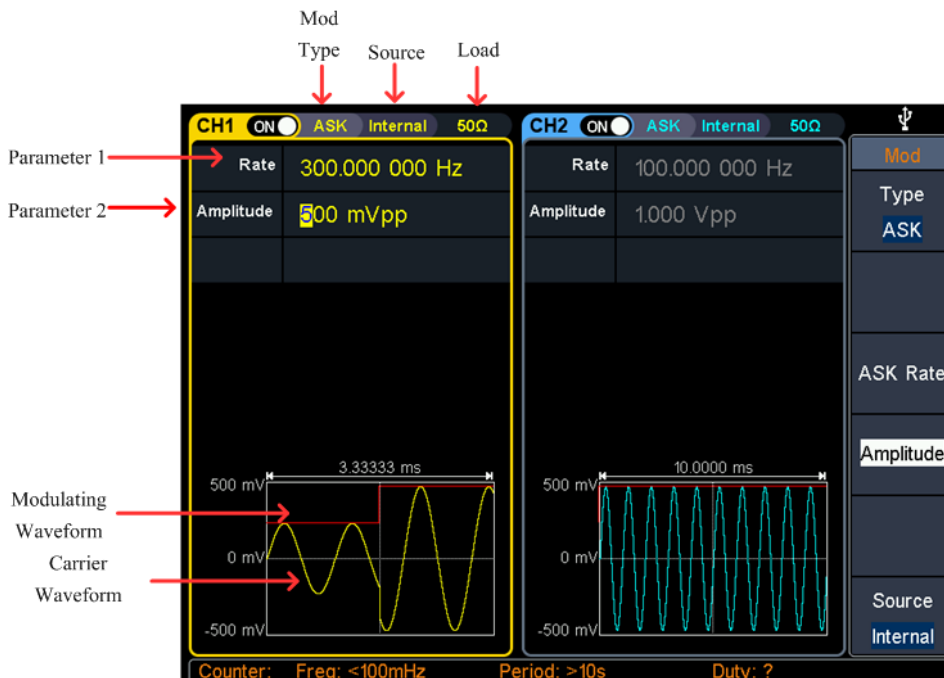 Mod
Type
Source
Load
CH1 ON ASK Internal 50Ω
CH2 ON ASK Internal 50Ω
Parameter 1
Rate 300.000 000 Hz
Rate 100.000 000 Hz
Mod
Type
ASK
Parameter 2
Amplitude 500 mVpp
Amplitude 1.000 Vpp
ASK Rate
Amplitude
3.33333 ms
500 mV
0 mV
-500 mV
10.0000 ms
500 mV
0 mV
-500 mV
Modulating
Waveform
Carrier
Waveform
Source
Internal
Counter: Freq: <100mHz Period: >10s Duty: ?